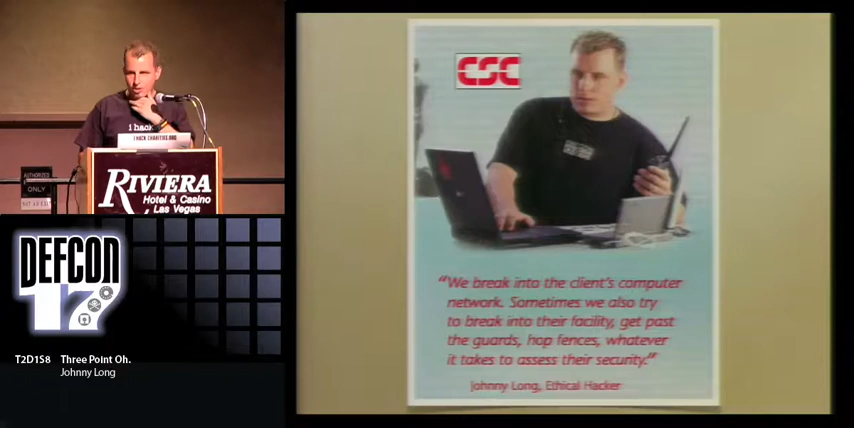 i hack
I HACK CHARITIES.ORG
AUTHORIZED
ONLY
RIVIERA
Hotel & Casino
Las Vegas
DEFCON
17
T2D1S8 Three Point Oh.
Johnny Long
CSC
"We break into the client's computer
network. Sometimes we also try
to break into their facility, get past
the guards, hop fences, whatever
it takes to assess their security."
Johnny Long, Ethical Hacker